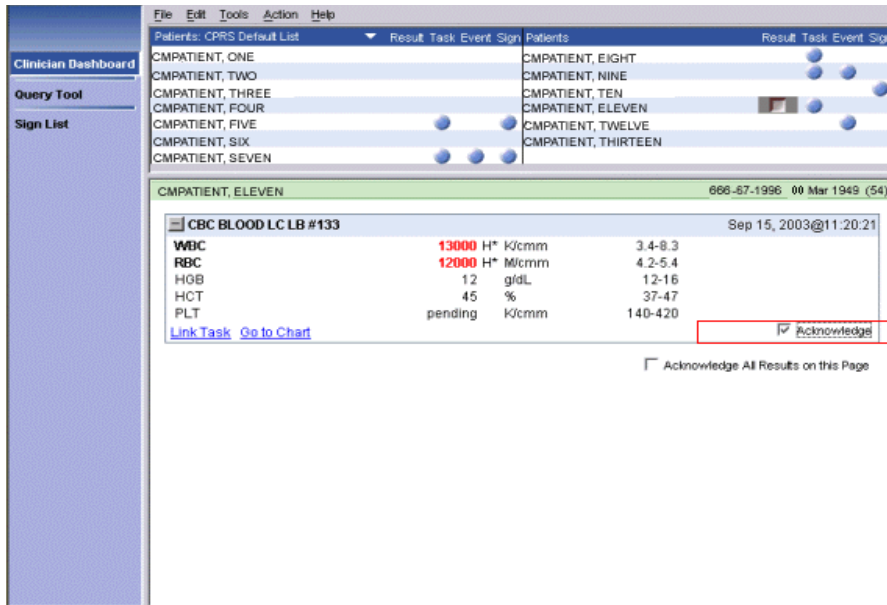 File Edit Tools Action Help
Patients: CPRS Default List Result Task Event Sign Patients Result Task Event Sig
Clinician Dashboard
Query Tool
Sign List
CMPATIENT, ONE CMPATIENT, EIGHT
CMPATIENT, TWO CMPATIENT, NINE
CMPATIENT, THREE CMPATIENT, TEN
CMPATIENT, FOUR CMPATIENT, ELEVEN
CMPATIENT, FIVE CMPATIENT, TWELVE
CMPATIENT, SIX CMPATIENT, THIRTEEN
CMPATIENT, SEVEN
CMPATIENT, ELEVEN 666-67-1996 00 Mar 1949 (54)
CBC BLOOD LC LB #133 Sep 15, 2003@11:20:21
WBC 13000 H* K/cmm 3.4-8.3
RBC 12000 H* M/cmm 4.2-5.4
HGB 12 g/dL 12-16
HCT 45 % 37-47
PLT pending K/cmm 140-420
Link Task Go to Chart Acknowledge
Acknowledge All Results on this Page